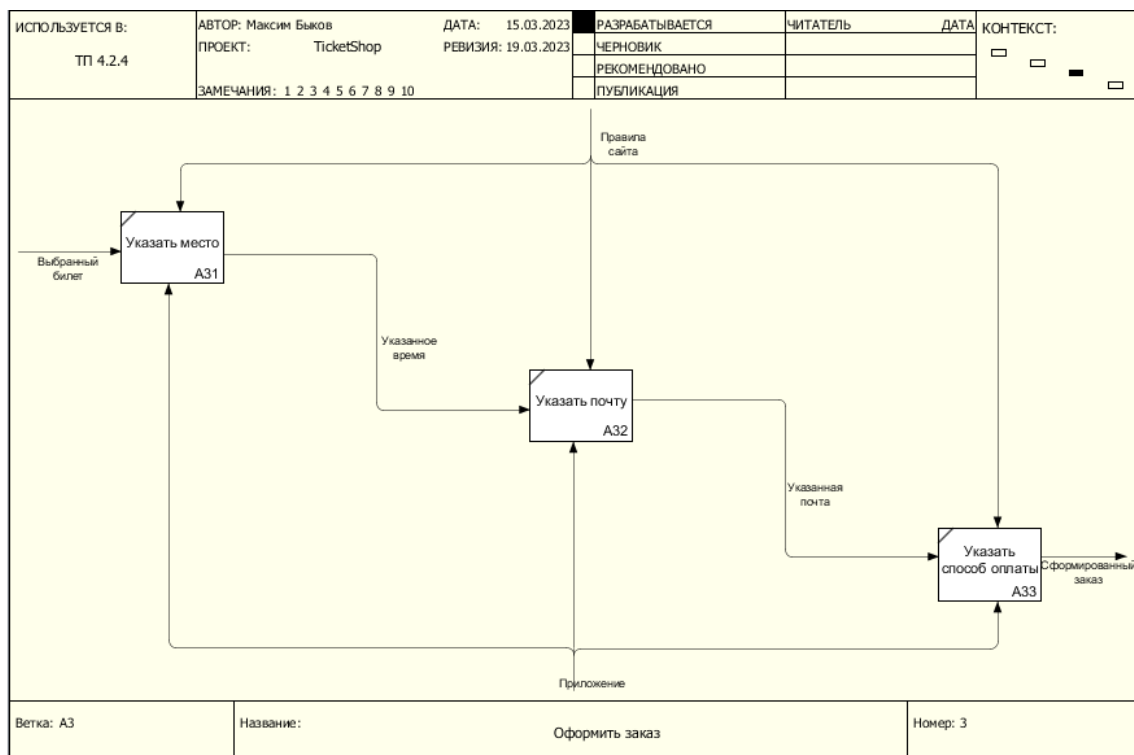 ИСПОЛЬЗУЕТСЯ В:
ТП 4.2.4
АВТОР: Максим Быков
ДАТА: 15.03.2023
ПРОЕКТ: TicketShop
РЕВИЗИЯ: 19.03.2023
ЗАМЕЧАНИЯ: 1 2 3 4 5 6 7 8 9 10
РАЗРАБАТЫВАЕТСЯ
ЧЕРНОВИК
РЕКОМЕНДОВАНО
ПУБЛИКАЦИЯ
ЧИТАТЕЛЬ
ДАТА
КОНТЕКСТ:
Правила
сайта
Указать место
A31
Выбранный
билет
Указанное
время
Указать почту
A32
Указанная
почта
Указать
способ оплаты
A33
Сформированный
заказ
Приложение
Ветка: A3
Название:
Оформить заказ
Номер: 3